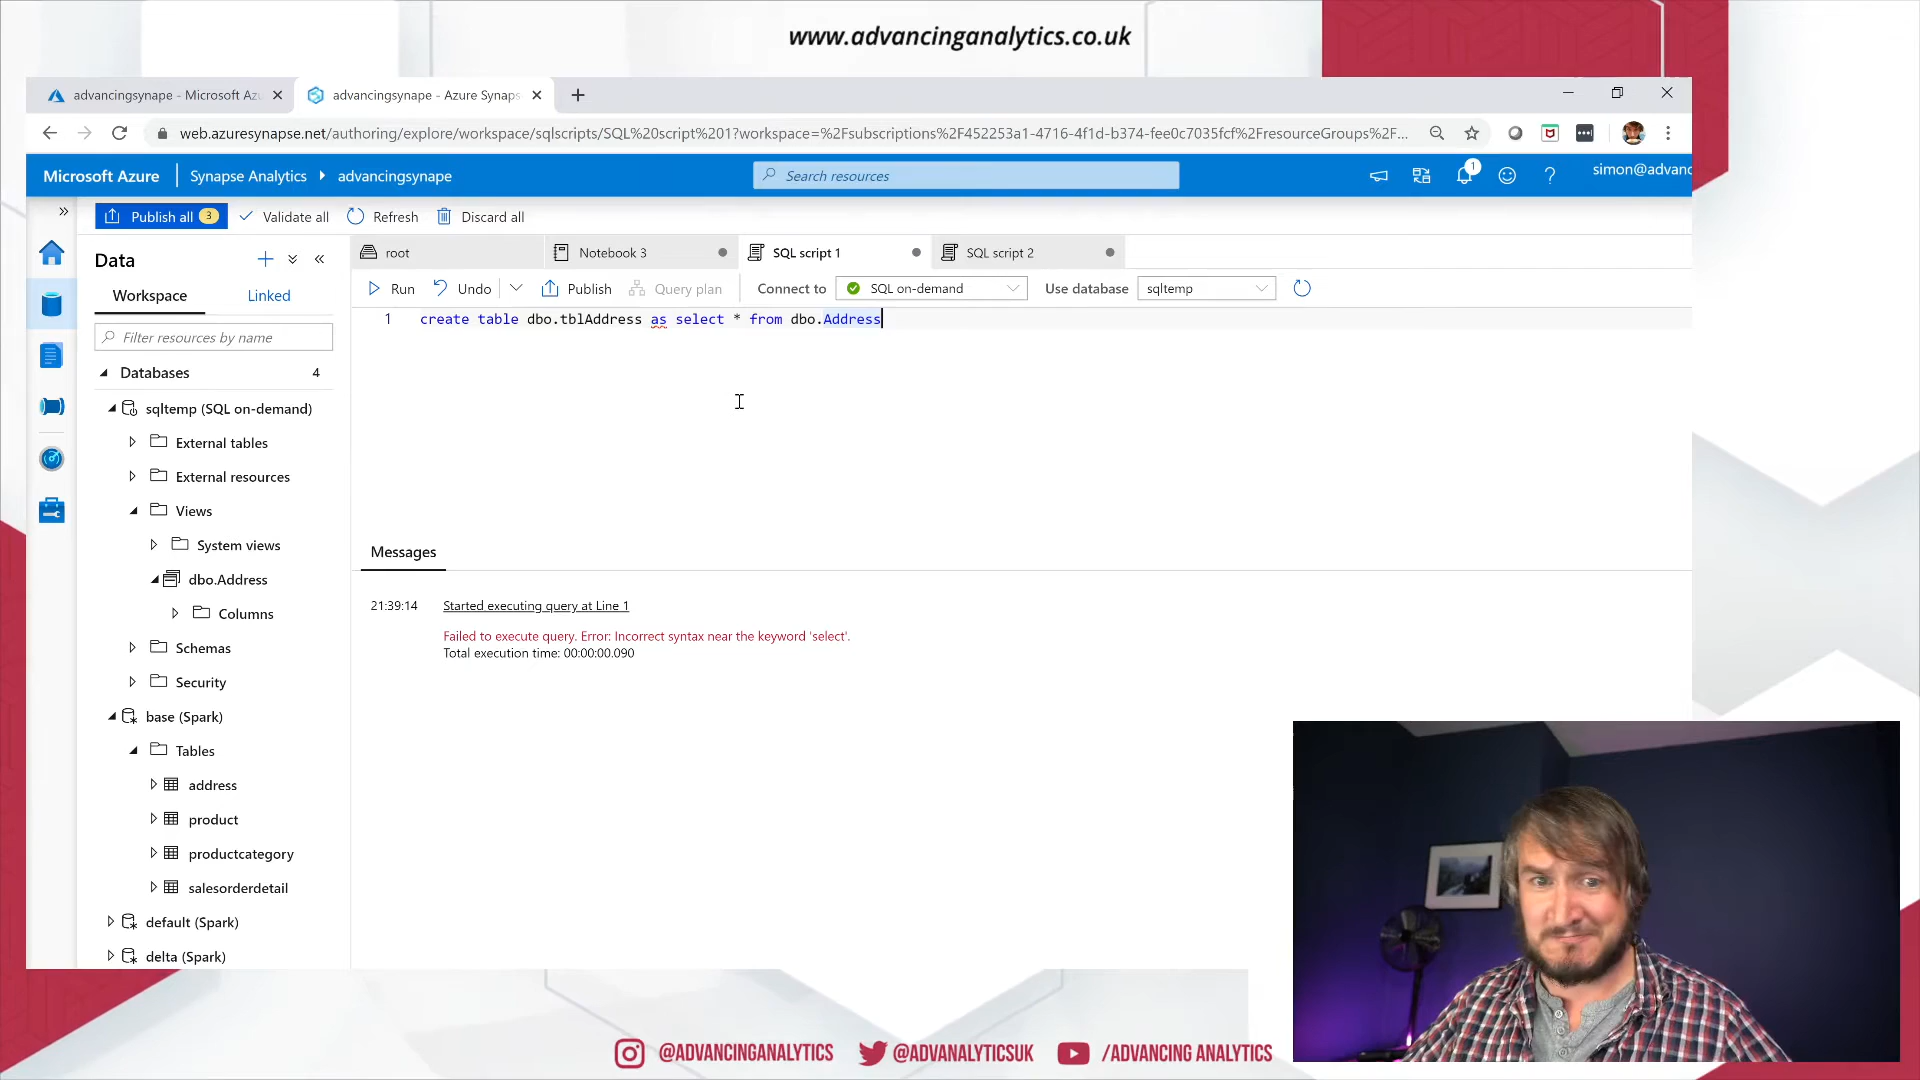 www.advancinganalytics.co.uk
advancingsynape - Microsoft Az
advancingsynape - Azure Synaps
web.azuresynapse.net/authoring/explore/workspace/sqlscripts/SQL%20script%201?workspace=%2Fsubscriptions%2F452253a1-4716-4f1d-b374-fee0c7035fcf%2FresourceGroups%2F...
Microsoft Azure
Synapse Analytics
advancingsynape
Search resources
1
simon@advanc
Publish all 3
Validate all
Refresh
Discard all
Data
root
Notebook 3
SQL script 1
SQL script 2
Workspace
Linked
Run
Undo
Publish
Query plan
Connect to
SQL on-demand
Use database
sqltemp
1 create table dbo.tblAddress as select * from dbo.Address
Filter resources by name
Databases 4
sqltemp (SQL on-demand)
External tables
External resources
Views
System views
dbo.Address
Columns
Schemas
Security
base (Spark)
Tables
address
product
productcategory
salesorderdetail
default (Spark)
delta (Spark)
Messages
21:39:14 Started executing query at Line 1
Failed to execute query. Error: Incorrect syntax near the keyword 'select'.
Total execution time: 00:00:00.090
@ADVANCINGANALYTICS
@ADVANALYTICSUK
/ADVANCING ANALYTICS